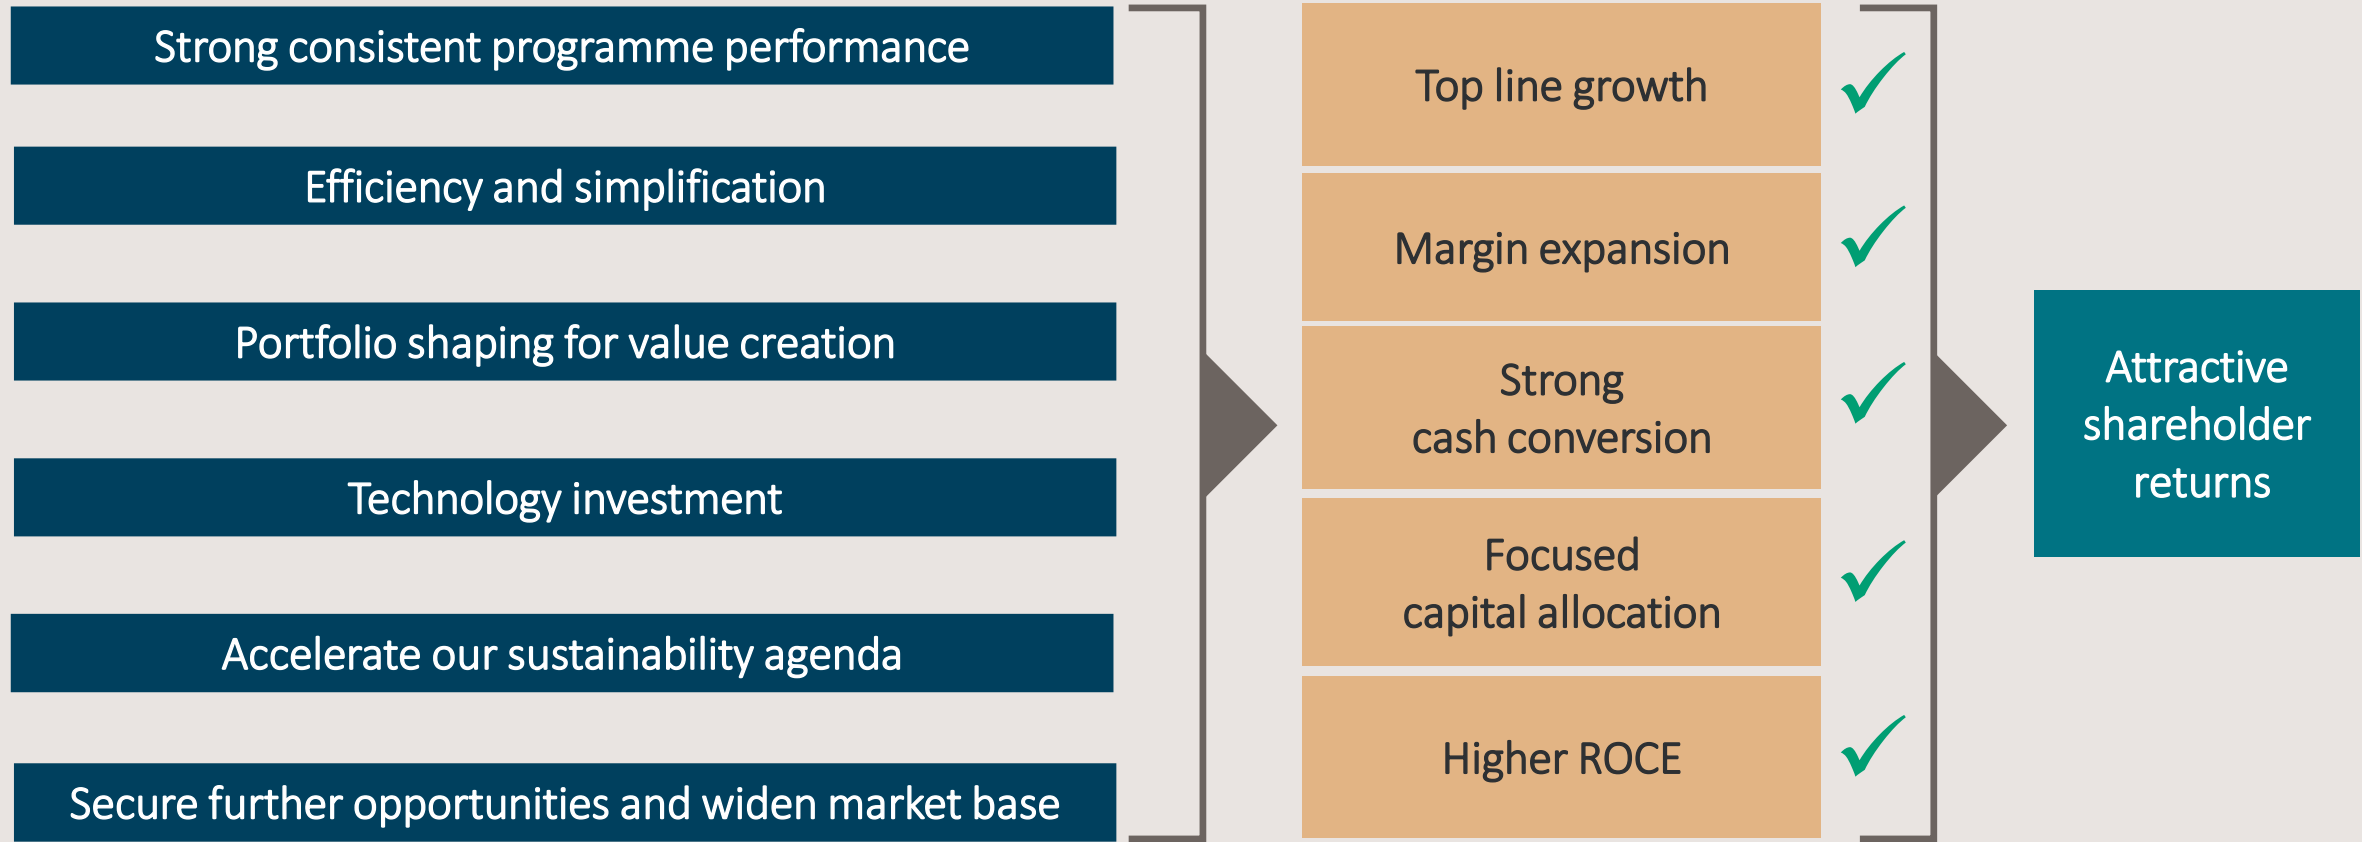 Strong consistent programme performance
Efficiency and simplification
Portfolio shaping for value creation
Technology investment
Accelerate our sustainability agenda
Secure further opportunities and widen market base
Top line growth
Margin expansion
Strong
cash conversion
Focused
capital allocation
Higher ROCE
Attractive
shareholder
returns